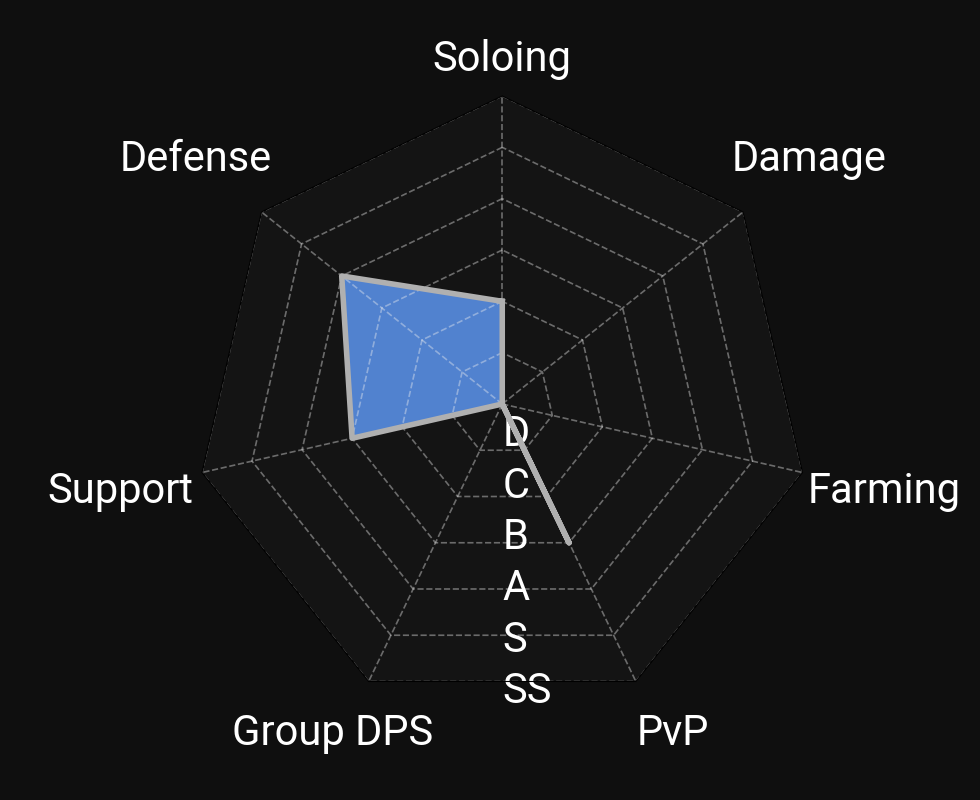 Soloing
Defense
Damage
D
C
Support
Farming
B
A
S
SS
Group DPS
PvP